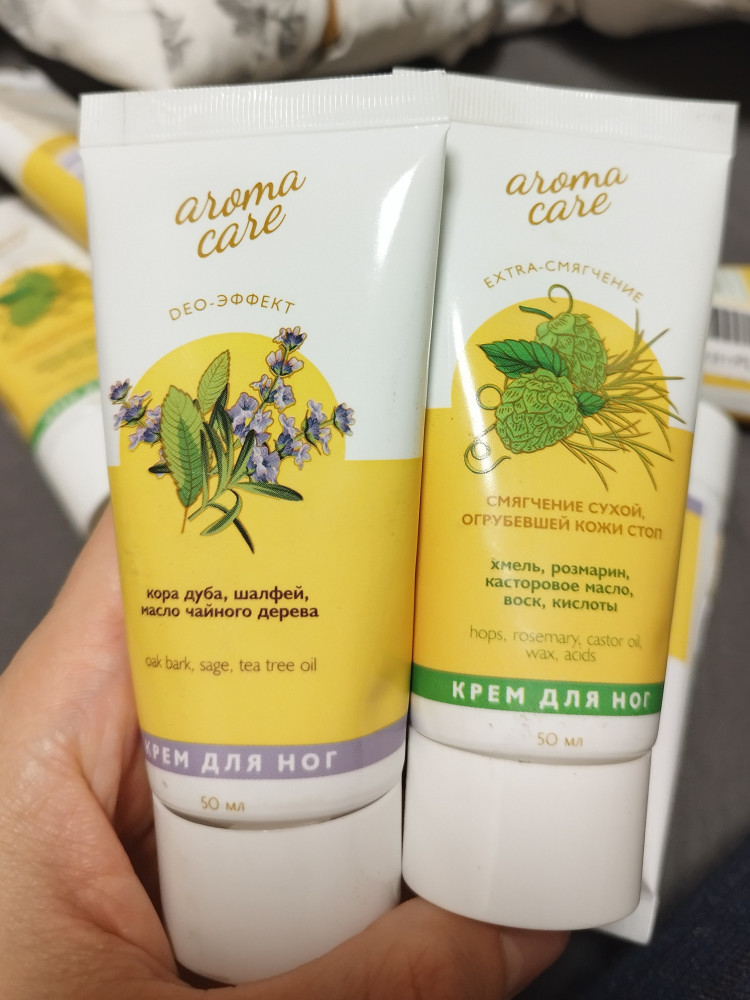 aroma
care
DEO-ЭФФЕКТ
кора дуба, шалфей,
масло чайного дерева
oak bark, sage, tea tree oil
КРЕМ ДЛЯ НОГ
50 мл
aroma
care
EXTRA-СМЯГЧЕНИЕ
СМЯГЧЕНИЕ СУХОЙ,
ОГРУБЕВШЕЙ КОЖИ СТОП
хмель, розмарин,
касторовое масло,
воск, кислоты
hops, rosemary, castor oil,
wax, acids
КРЕМ ДЛЯ НОГ
50 мл